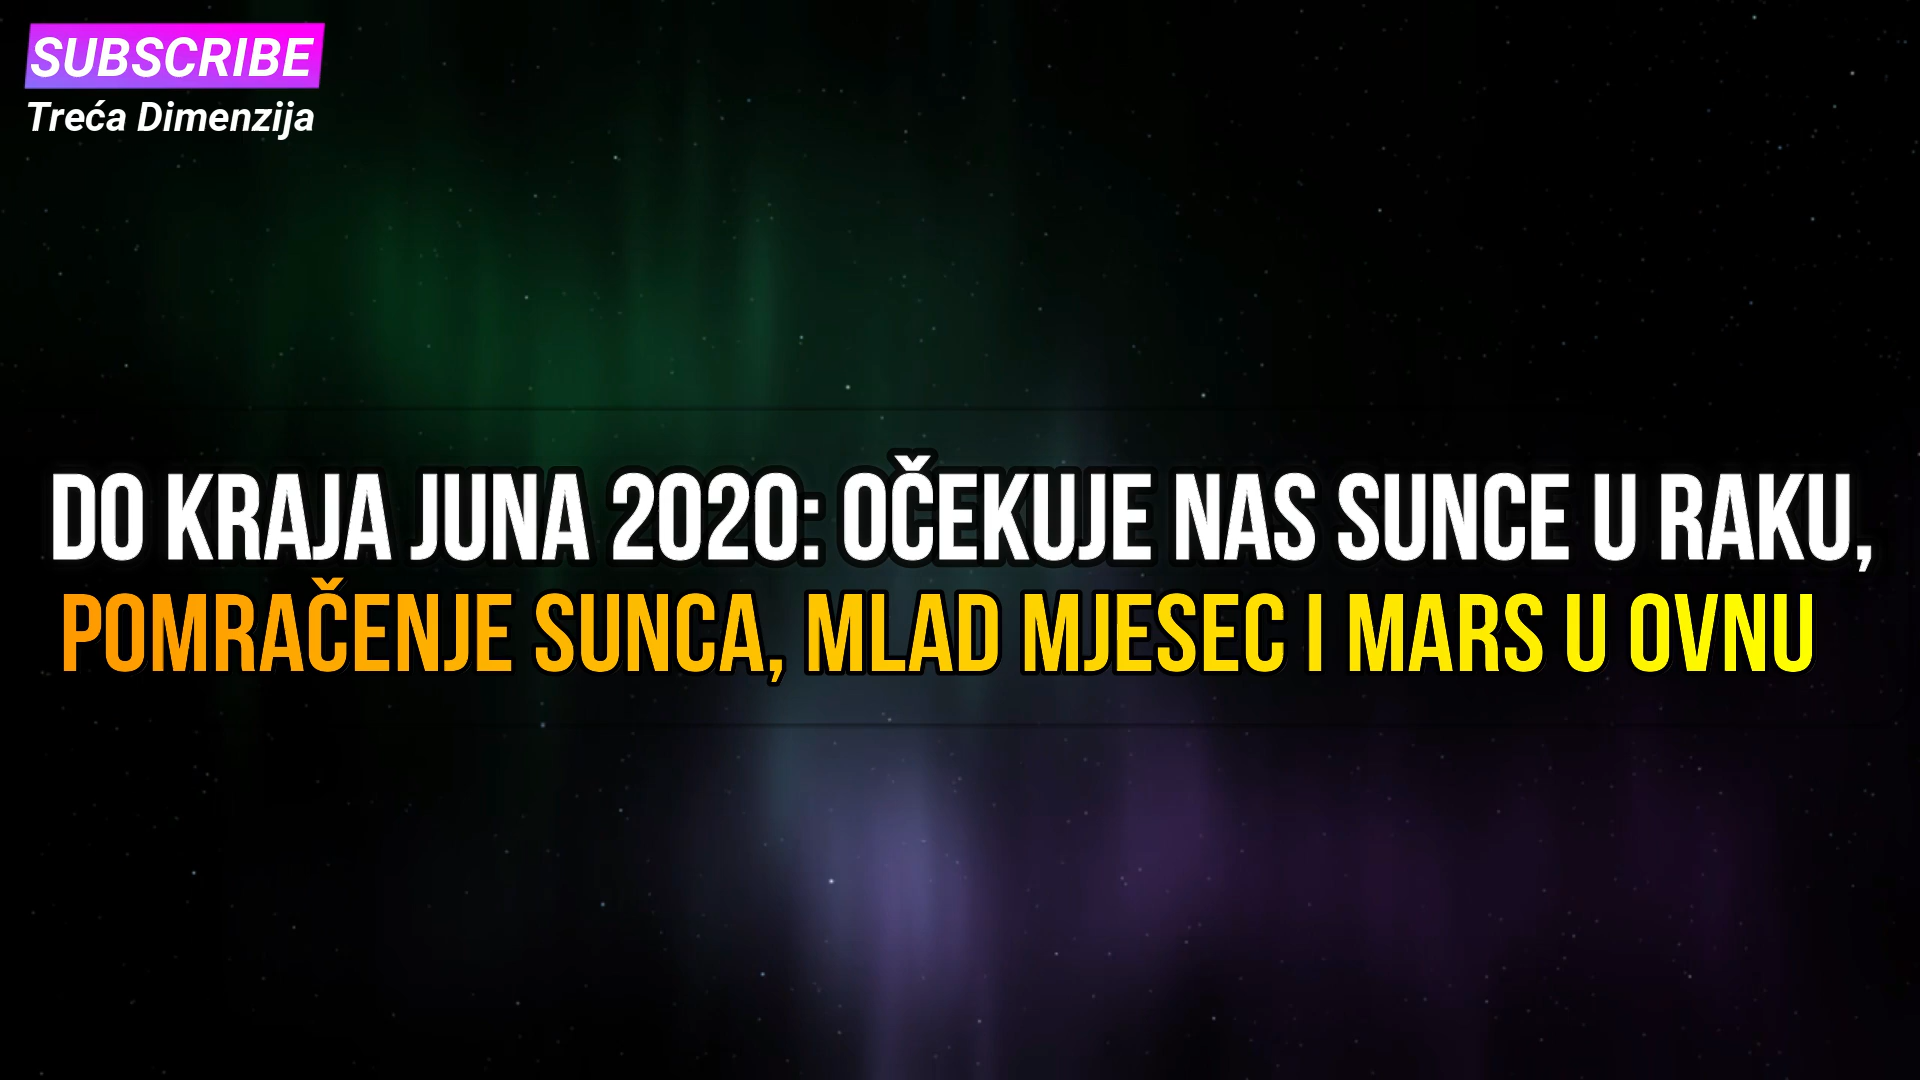 SUBSCRIBE
Treća Dimenzija
DO KRAJA JUNA 2020: OČEKUJE NAS SUNCE U RAKU,
POMRAČENJE SUNCA, MLAD MJESEC I MARS U OVNU